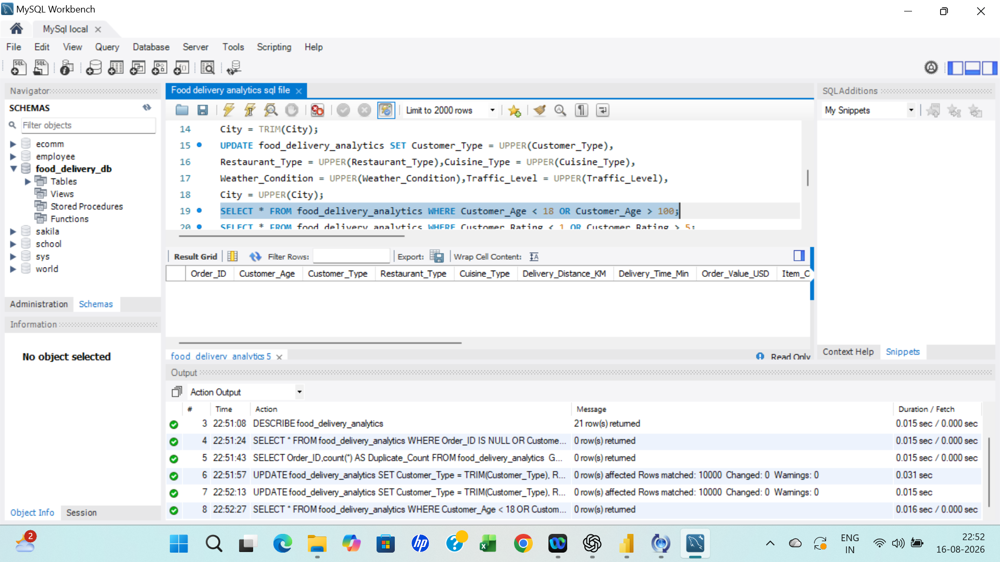 MySQL Workbench
MySql local
File Edit View Query Database Server Tools Scripting Help
Navigator
SCHEMAS
Filter objects
ecomm
employee
food_delivery_db
Tables
Views
Stored Procedures
Functions
sakila
school
sys
world
Administration Schemas
Information
No object selected
Object Info Session
Food delivery analytics sql file
Limit to 2000 rows
14 City = TRIM(City);
15 UPDATE food_delivery_analytics SET Customer_Type = UPPER(Customer_Type),
16 Restaurant_Type = UPPER(Restaurant_Type),Cuisine_Type = UPPER(Cuisine_Type),
17 Weather_Condition = UPPER(Weather_Condition),Traffic_Level = UPPER(Traffic_Level),
18 City = UPPER(City);
19 SELECT * FROM food_delivery_analytics WHERE Customer_Age < 18 OR Customer_Age > 100;
20 SELECT * FROM food_delivery_analytics WHERE Customer_Rating < 1 OR Customer_Rating > 5;
Result Grid Filter Rows: Export: Wrap Cell Content:
Order_ID Customer_Age Customer_Type Restaurant_Type Cuisine_Type Delivery_Distance_KM Delivery_Time_Min Order_Value_USD Item_C
food_delivery_analytics 5 Read Only
SQLAdditions
My Snippets
Context Help Snippets
Output
Action Output
# Time Action Message Duration / Fetch
3 22:51:08 DESCRIBE food_delivery_analytics 21 row(s) returned 0.015 sec / 0.000 sec
4 22:51:24 SELECT * FROM food_delivery_analytics WHERE Order_ID IS NULL OR Custome... 0 row(s) returned 0.015 sec / 0.000 sec
5 22:51:43 SELECT Order_ID,count(*) AS Duplicate_Count FROM food_delivery_analytics G... 0 row(s) returned 0.015 sec / 0.000 sec
6 22:51:57 UPDATE food_delivery_analytics SET Customer_Type = TRIM(Customer_Type), R... 0 row(s) affected Rows matched: 10000 Changed: 0 Warnings: 0 0.031 sec
7 22:52:13 UPDATE food_delivery_analytics SET Customer_Type = TRIM(Customer_Type), R... 0 row(s) affected Rows matched: 10000 Changed: 0 Warnings: 0 0.015 sec
8 22:52:27 SELECT * FROM food_delivery_analytics WHERE Customer_Age < 18 OR Custom... 0 row(s) returned 0.016 sec / 0.000 sec
2
ENG
IN
22:52
16-08-2026